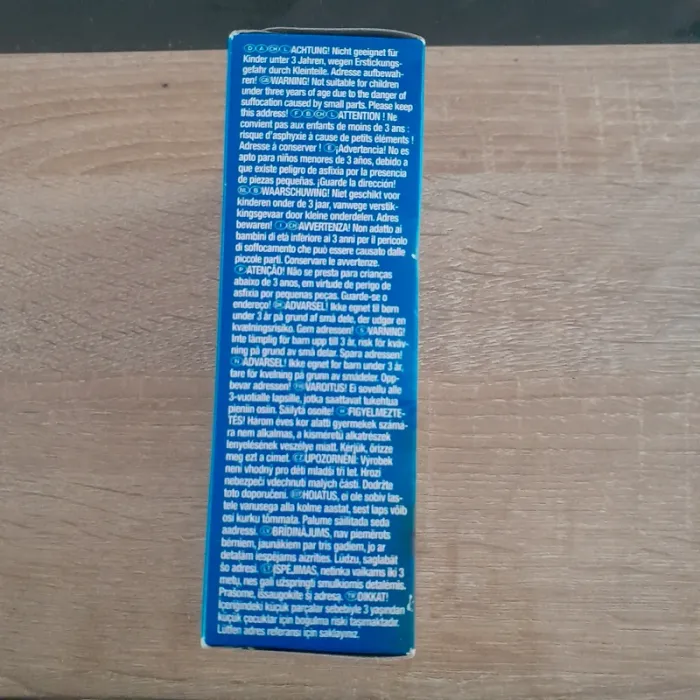 D A CH L ACHTUNG! Nicht geeignet für
Kinder unter 3 Jahren, wegen Erstickungs-
gefahr durch Kleinteile. Adresse aufbewah-
ren! GB WARNING! Not suitable for children
under three years of age due to the danger of
suffocation caused by small parts. Please keep
this address! F B CH L ATTENTION ! Ne
convient pas aux enfants de moins de 3 ans :
risque d'asphyxie à cause de petits éléments !
Adresse à conserver ! E ¡Advertencia! No es
apto para niños menores de 3 años, debido a
que existe peligro de asfixia por la presencia
de piezas pequeñas. ¡Guarde la dirección!
NL B WAARSCHUWING! Niet geschikt voor
kinderen onder de 3 jaar, vanwege verstik-
kingsgevaar door kleine onderdelen. Adres
bewaren! I CH AVVERTENZA! Non adatto ai
bambini di età inferiore ai 3 anni per il pericolo
di soffocamento che può essere causato dalle
piccole parti. Conservare le avvertenze.
P ATENÇÃO! Não se presta para crianças
abaixo de 3 anos, em virtude de perigo de
asfixia por pequenas peças. Guarde-se o
endereço! DK ADVARSEL! Ikke egnet til børn
under 3 år på grund af små dele, der udgør en
kvælningsrisiko. Gem adressen! S VARNING!
Inte lämplig för barn upp till 3 år, risk för kväv-
ning på grund av små delar. Spara adressen!
N ADVARSEL! Ikke egnet for barn under 3 år,
fare for kvelning på grunn av smådeler. Opp-
bevar adressen! FIN VAROITUS! Ei sovellu alle
3-vuotialle lapsille, jotka saattavat tukehtua
pieniin osiin. Säilytä osoite! H FIGYELMEZTE-
TÉS! Három éves kor alatti gyermekek számá-
ra nem alkalmas, a kisméretű alkatrészek
lenyelésének veszélye miatt. Kérjük, őrizze
meg ezt a címet. CZ UPOZORNĚNÍ: Výrobek
není vhodný pro děti mladší tří let. Hrozí
nebezpečí vdechnutí malých částí. Dodržte
toto doporučení. EST HOIATUS, ei ole sobiv las-
tele vanusega alla kolme aastat, sest laps võib
osi kurku tõmmata. Palume säilitada seda
aadressi. LV BRĪDINĀJUMS, nav piemērots
bērniem, jaunākiem par trīs gadiem, jo ar
detaļām iespējams aizrīties. Lūdzu, saglabāt
šo adresi. LT ĮSPĖJIMAS, netinka vaikams iki 3
metų, nes gali užspringti smulkiomis detalėmis.
Prašome, išsaugokite šį adresą. TR DIKKAT!
İçeriğindeki küçük parçalar sebebiyle 3 yaşından
küçük çocuklar için boğulma riski taşımaktadır.
Lütfen adres referansı için saklayınız.